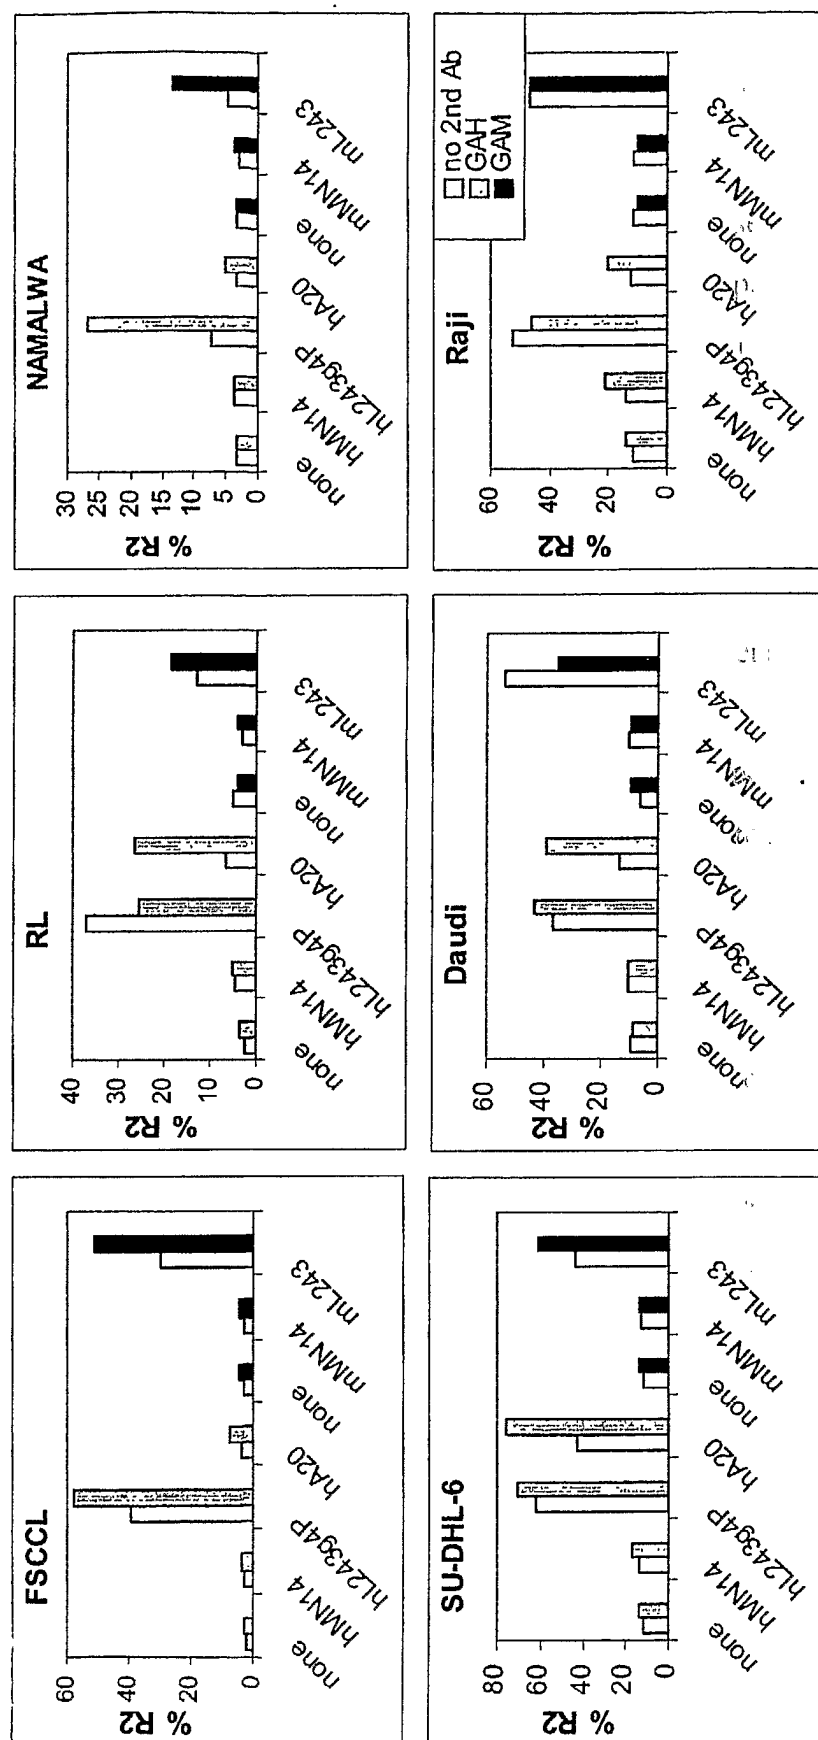 FSCCL
% R2
60
40
20
0
none
hMN14
hL243g4P
hA20
none
mMN14
mL243
RL
% R2
40
30
20
10
0
none
hMN14
hL243g4P
hA20
none
mMN14
mL243
NAMALWA
% R2
30
25
20
15
10
5
0
none
hMN14
hL243g4P
hA20
none
mMN14
mL243
SU-DHL-6
% R2
80
60
40
20
0
none
hMN14
hL243g4P
hA20
none
mMN14
mL243
Daudi
% R2
60
40
20
0
none
hMN14
hL243g4P
hA20
none
mMN14
mL243
Raji
% R2
60
40
20
0
none
hMN14
hL243g4P
hA20
none
mMN14
mL243
no 2nd Ab
GAH
GAM